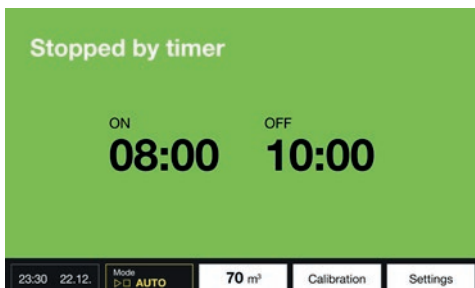 Stopped by timer
ON OFF
08:00 10:00
23:30 22.12. Mode AUTO 70 m³ Calibration Settings